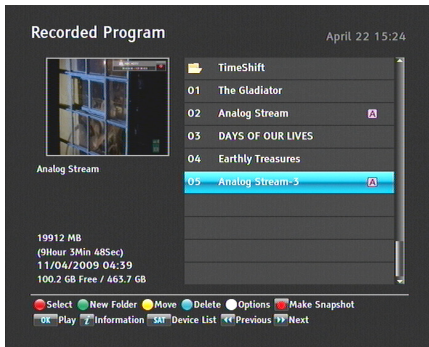 Recorded Program
April 22 15:24
TimeShift
01 The Gladiator
02 Analog Stream A
03 DAYS OF OUR LIVES
04 Earthly Treasures
05 Analog Stream-3 A
Analog Stream
19912 MB
(9Hour 3Min 48Sec)
11/04/2009 04:39
100.2 GB Free / 463.7 GB
Select New Folder Move Delete Options Make Snapshot
OK Play i Information SAT Device List Previous Next